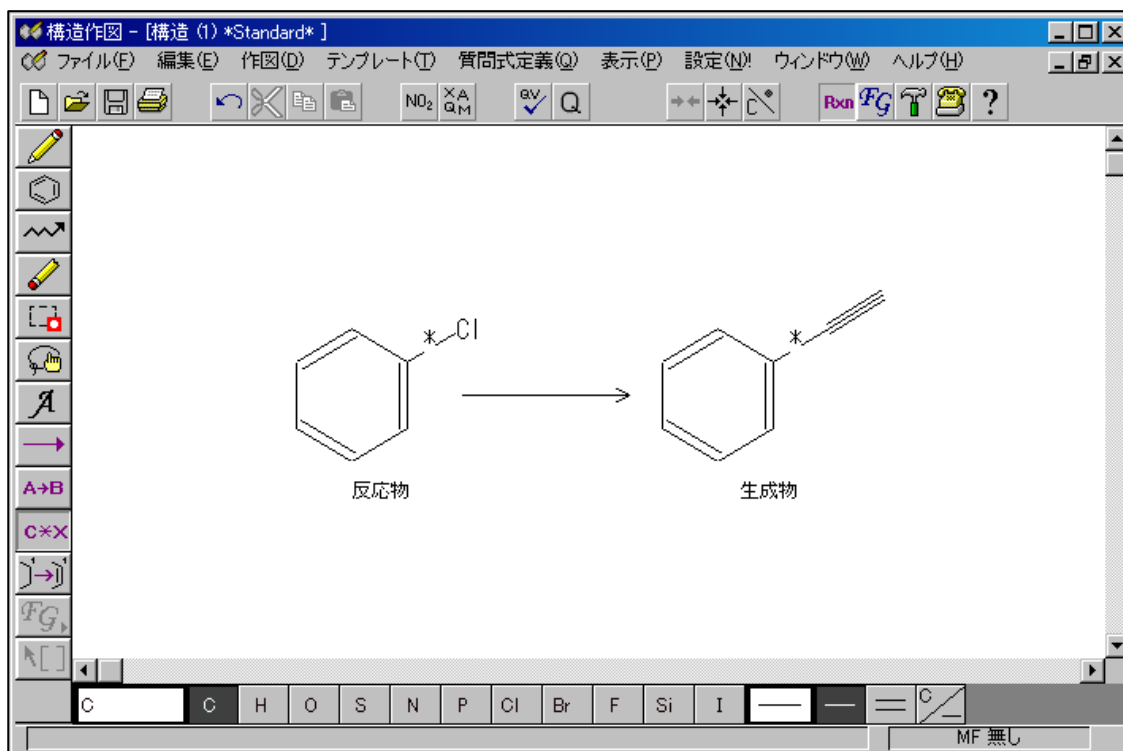 構造作図 - [構造 (1) *Standard* ]
ファイル(F) 編集(E) 作図(D) テンプレート(T) 質問式定義(Q) 表示(P) 設定(N)! ウィンドウ(W) ヘルプ(H)
NO₂ XA QM QV Q C Rxn FG ?
* Cl *
A
反応物 生成物
A→B
C*X
FG
C C H O S N P Cl Br F Si I C
MF 無し